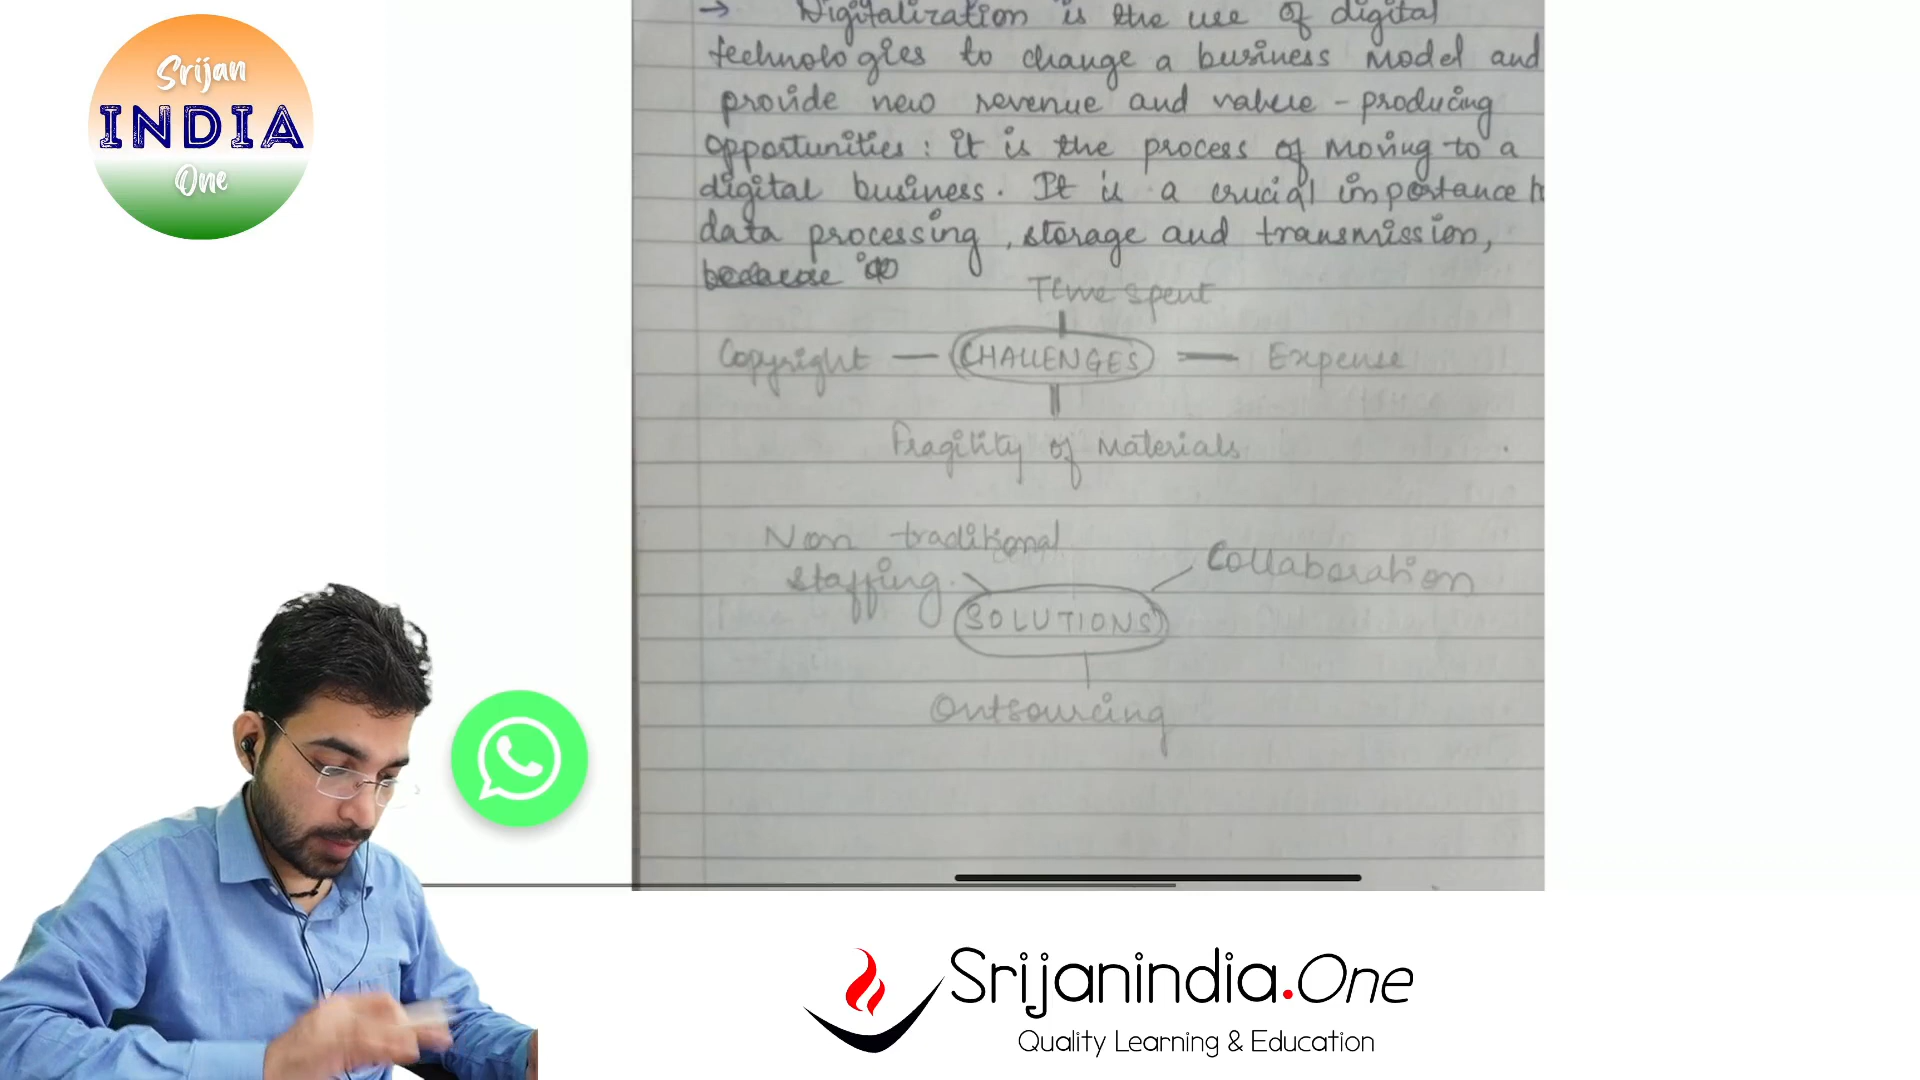 Srijan
INDIA
One
→ Digitalization is the use of digital
technologies to change a business model and
provide new revenue and value - producing
opportunities : it is the process of moving to a
digital business. It is a crucial importance to
data processing, storage and transmission,
because
Time spent
Copyright — CHALLENGES — Expense
Fragility of Materials
Non traditional
staffing.
Collaboration
SOLUTIONS
Outsourcing
Srijanindia.One
Quality Learning & Education